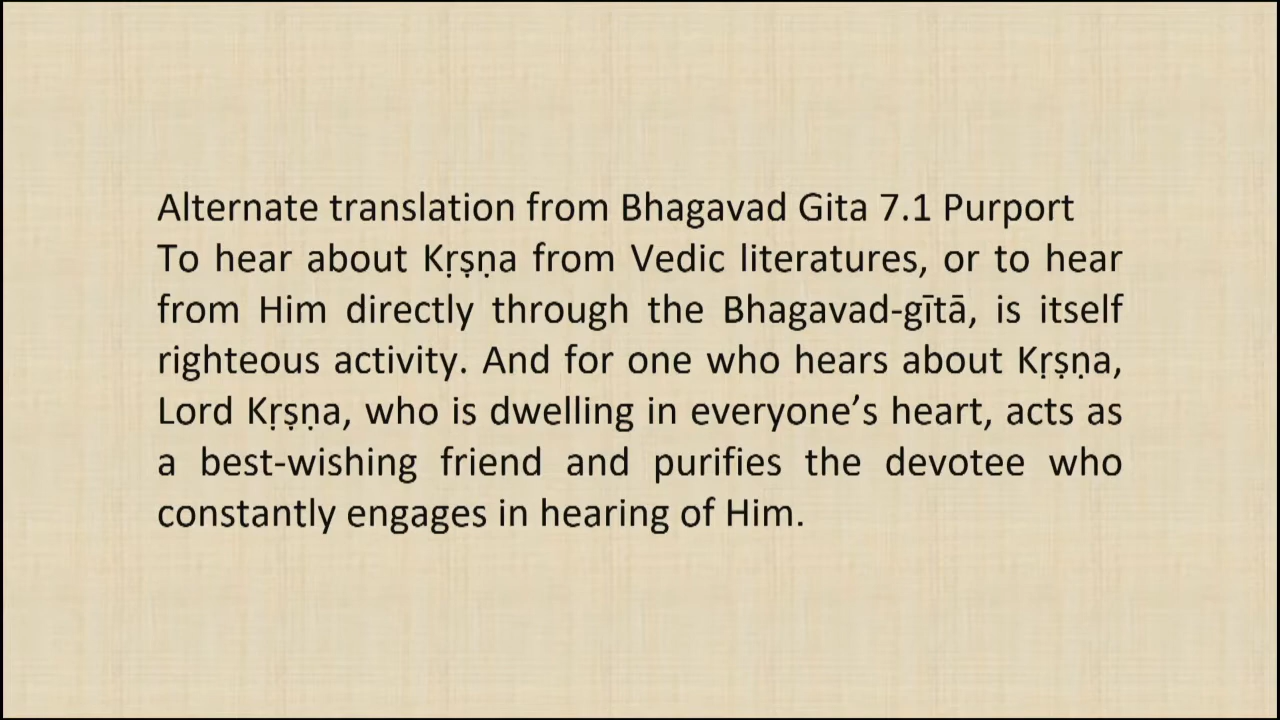 Alternate translation from Bhagavad Gita 7.1 Purport
To hear about Kṛṣṇa from Vedic literatures, or to hear
from Him directly through the Bhagavad-gītā, is itself
righteous activity. And for one who hears about Kṛṣṇa,
Lord Kṛṣṇa, who is dwelling in everyone’s heart, acts as
a best-wishing friend and purifies the devotee who
constantly engages in hearing of Him.